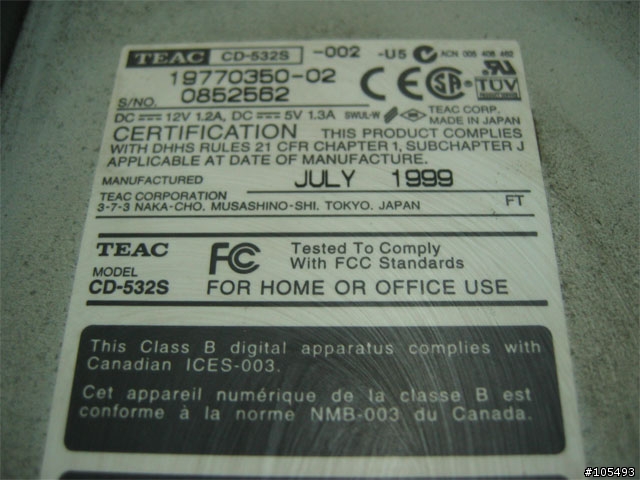 TEAC CD-532S -002 -U5 ACN 005 408 462
19770350-02
S/NO. 0852562
CE SA TÜV
DC 12V 1.2A, DC 5V 1.3A SWUL-W TEAC CORP.
MADE IN JAPAN
CERTIFICATION THIS PRODUCT COMPLIES
WITH DHHS RULES 21 CFR CHAPTER 1, SUBCHAPTER J
APPLICABLE AT DATE OF MANUFACTURE.
MANUFACTURED JULY 1999
TEAC CORPORATION FT
3-7-3 NAKA-CHO, MUSASHINO-SHI, TOKYO, JAPAN
TEAC FCC Tested To Comply
With FCC Standards
MODEL
CD-532S FOR HOME OR OFFICE USE
This Class B digital apparatus complies with
Canadian ICES-003.
Cet appareil numérique de la classe B est
conforme à la norme NMB-003 du Canada.
#105493